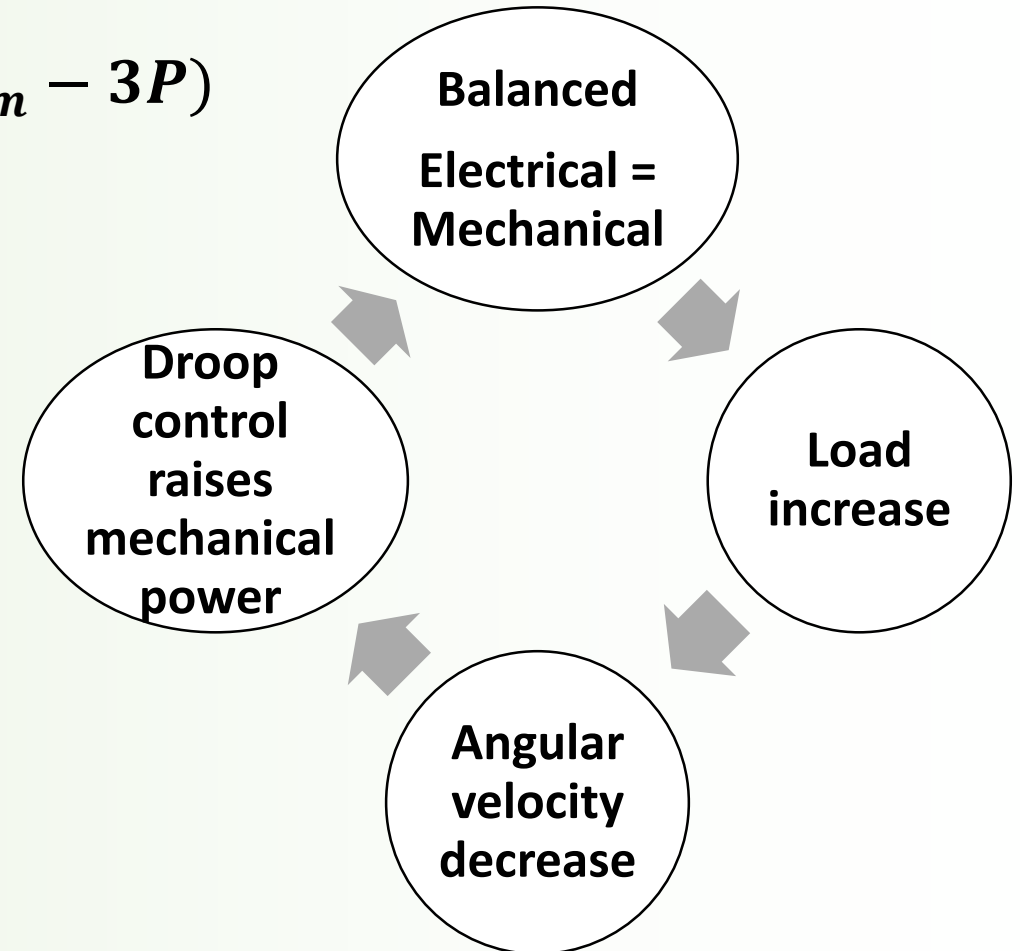 m − 3P)
Balanced
Electrical =
Mechanical
Load
increase
Angular
velocity
decrease
Droop
control
raises
mechanical
power